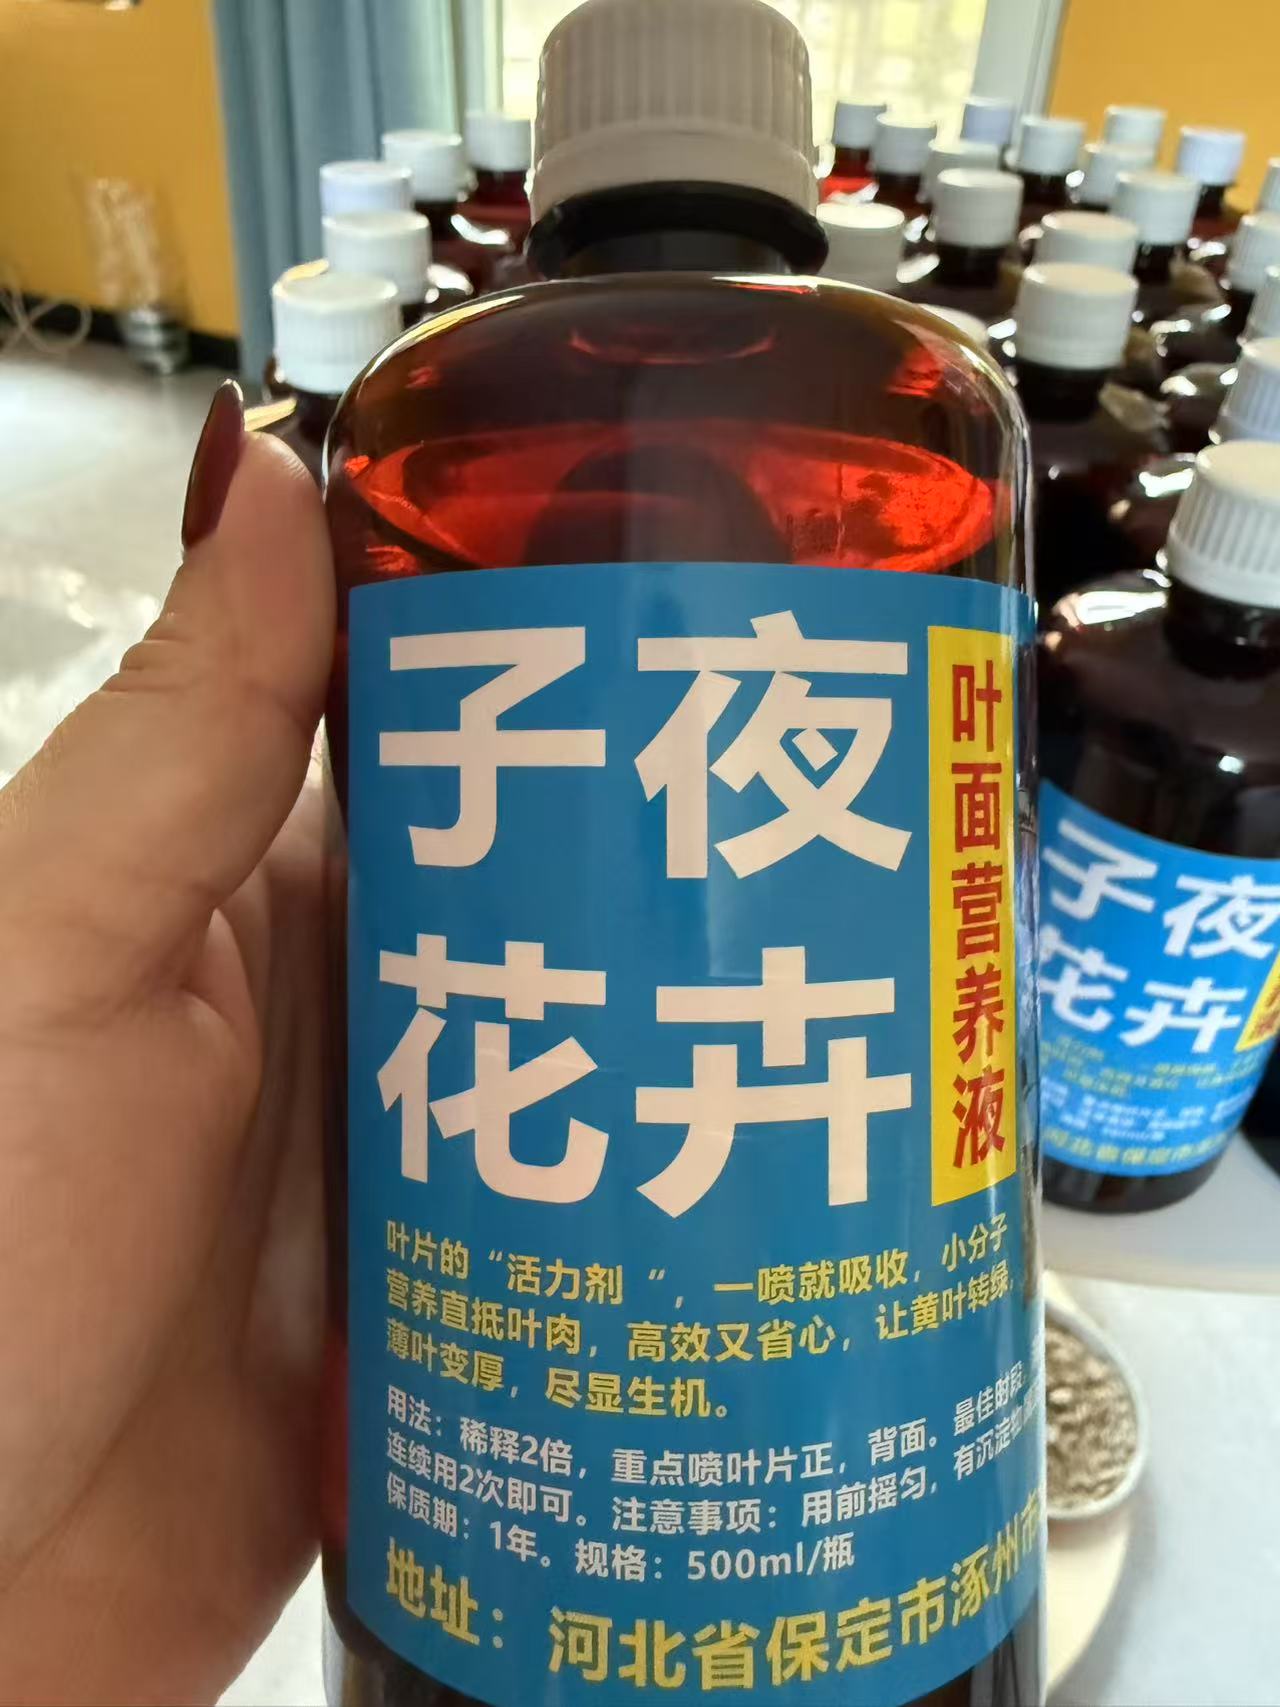 子夜
花卉
叶面营养液
叶片的“活力剂 ”，一喷就吸收，小分子
营养直抵叶肉，高效又省心，让黄叶转绿，
薄叶变厚，尽显生机。
用法：稀释2倍，重点喷叶片正，背面。最佳时段
连续用2次即可。注意事项：用前摇匀，有沉淀物
保质期：1年。规格：500ml/瓶
地址：河北省保定市涿州市
子夜
花卉